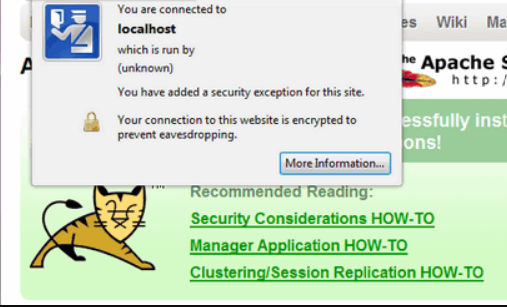 You are connected to
localhost
which is run by
(unknown)
You have added a security exception for this site.
Your connection to this website is encrypted to
prevent eavesdropping.
More Information...
es Wiki Ma
A
he Apache S
http:/
essfully inst
ons!
TM
Recommended Reading:
Security Considerations HOW-TO
Manager Application HOW-TO
Clustering/Session Replication HOW-TO